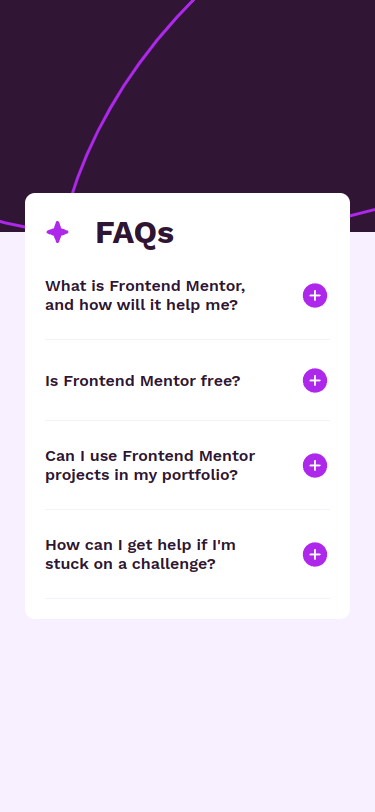 FAQs
What is Frontend Mentor,
and how will it help me?
Is Frontend Mentor free?
Can I use Frontend Mentor
projects in my portfolio?
How can I get help if I'm
stuck on a challenge?